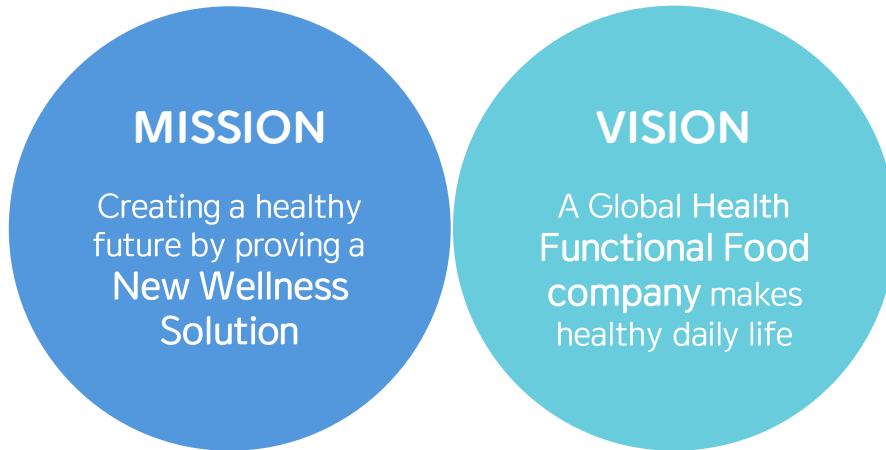 MISSION
Creating a healthy
future by proving a
New Wellness
Solution
VISION
A Global Health
Functional Food
company makes
healthy daily life